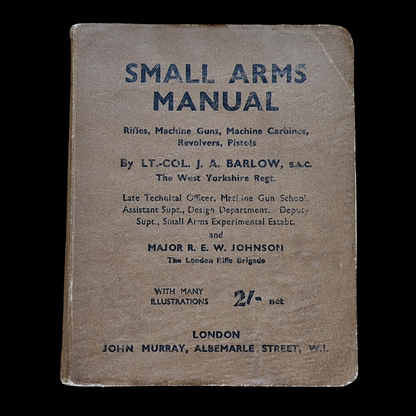 SMALL ARMS
MANUAL
Rifles, Machine Guns, Machine Carbines,
Revolvers, Pistols
By LT.-COL. J. A. BARLOW, S.A.C.
The West Yorkshire Regt.
Late Technical Officer, Machine Gun School.
Assistant Supt., Design Department. Deputy
Supt., Small Arms Experimental Establt.
and
MAJOR R. E. W. JOHNSON
The London Rifle Brigade
WITH MANY
ILLUSTRATIONS 2/- net
LONDON
JOHN MURRAY, ALBEMARLE STREET, W.1.